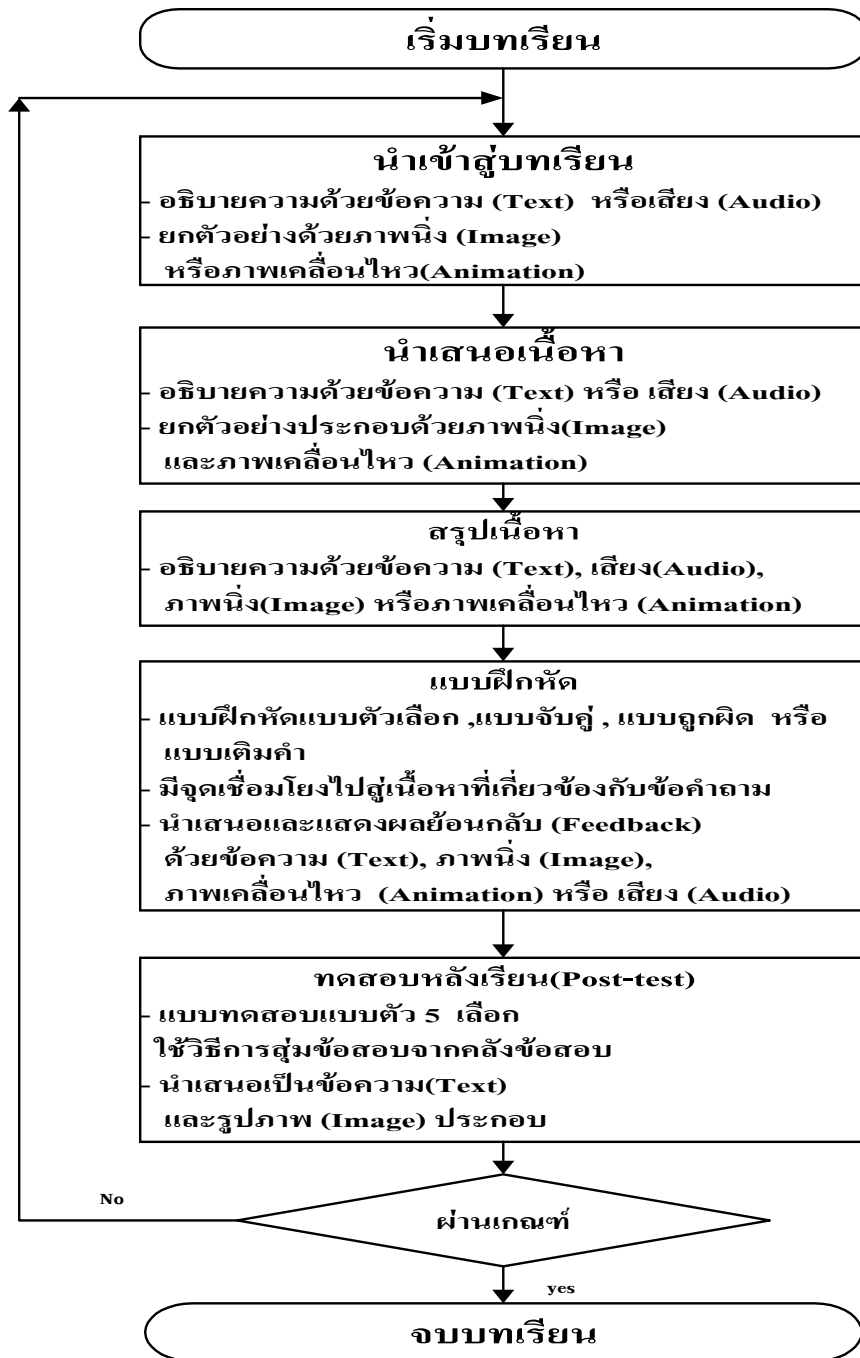 เริ่มบทเรียน
นำเข้าสู่บทเรียน
- อธิบายความด้วยข้อความ (Text) หรือเสียง (Audio)
- ยกตัวอย่างด้วยภาพนิ่ง (Image)
หรือภาพเคลื่อนไหว(Animation)
นำเสนอเนื้อหา
- อธิบายความด้วยข้อความ (Text) หรือ เสียง (Audio)
- ยกตัวอย่างประกอบด้วยภาพนิ่ง(Image)
และภาพเคลื่อนไหว (Animation)
สรุปเนื้อหา
- อธิบายความด้วยข้อความ (Text), เสียง(Audio),
ภาพนิ่ง(Image) หรือภาพเคลื่อนไหว (Animation)
แบบฝึกหัด
- แบบฝึกหัดแบบตัวเลือก ,แบบจับคู่ , แบบถูกผิด หรือ
แบบเติมคำ
- มีจุดเชื่อมโยงไปสู่เนื้อหาที่เกี่ยวข้องกับข้อคำถาม
- นำเสนอและแสดงผลย้อนกลับ (Feedback)
ด้วยข้อความ (Text), ภาพนิ่ง (Image),
ภาพเคลื่อนไหว (Animation) หรือ เสียง (Audio)
ทดสอบหลังเรียน(Post-test)
- แบบทดสอบแบบตัว 5 เลือก
ใช้วิธีการสุ่มข้อสอบจากคลังข้อสอบ
- นำเสนอเป็นข้อความ(Text)
และรูปภาพ (Image) ประกอบ
No
ผ่านเกณฑ์
yes
จบบทเรียน